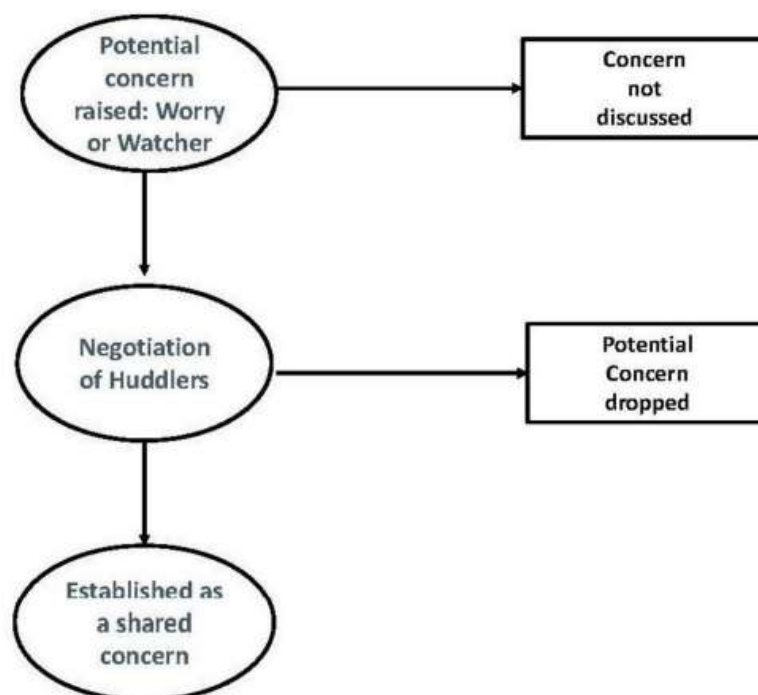 Potential
concern
raised: Worry
or Watcher
Concern
not
discussed
Negotiation
of Huddlers
Potential
Concern
dropped
Established as
a shared
concern